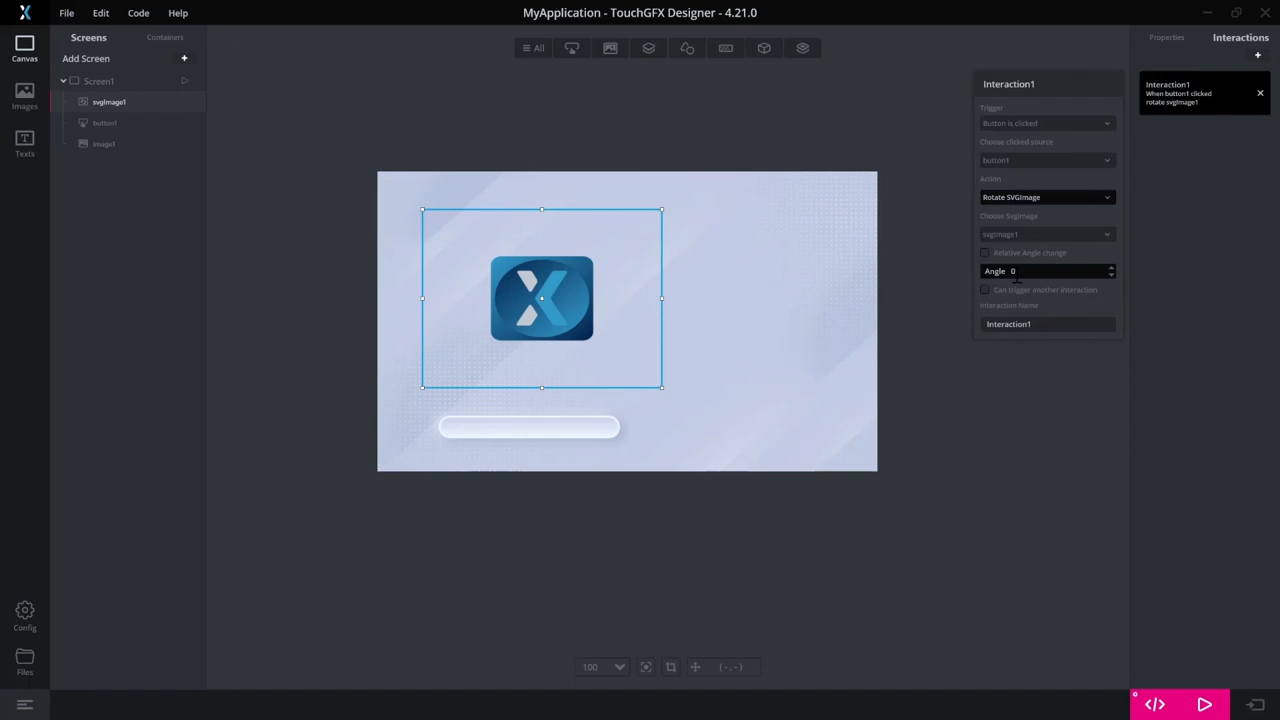 File Edit Code Help
MyApplication - TouchGFX Designer - 4.21.0
Canvas
Images
Texts
Config
Files
Screens Containers
Add Screen
Screen1
svgImage1
button1
image1
All
100
(-,-)
Interaction1
Trigger
Button is clicked
Choose clicked source
button1
Action
Rotate SVGImage
Choose SvgImage
svgImage1
Relative Angle change
Angle 0
Can trigger another interaction
Interaction Name
Interaction1
Properties Interactions
Interaction1
When button1 clicked
rotate svgImage1